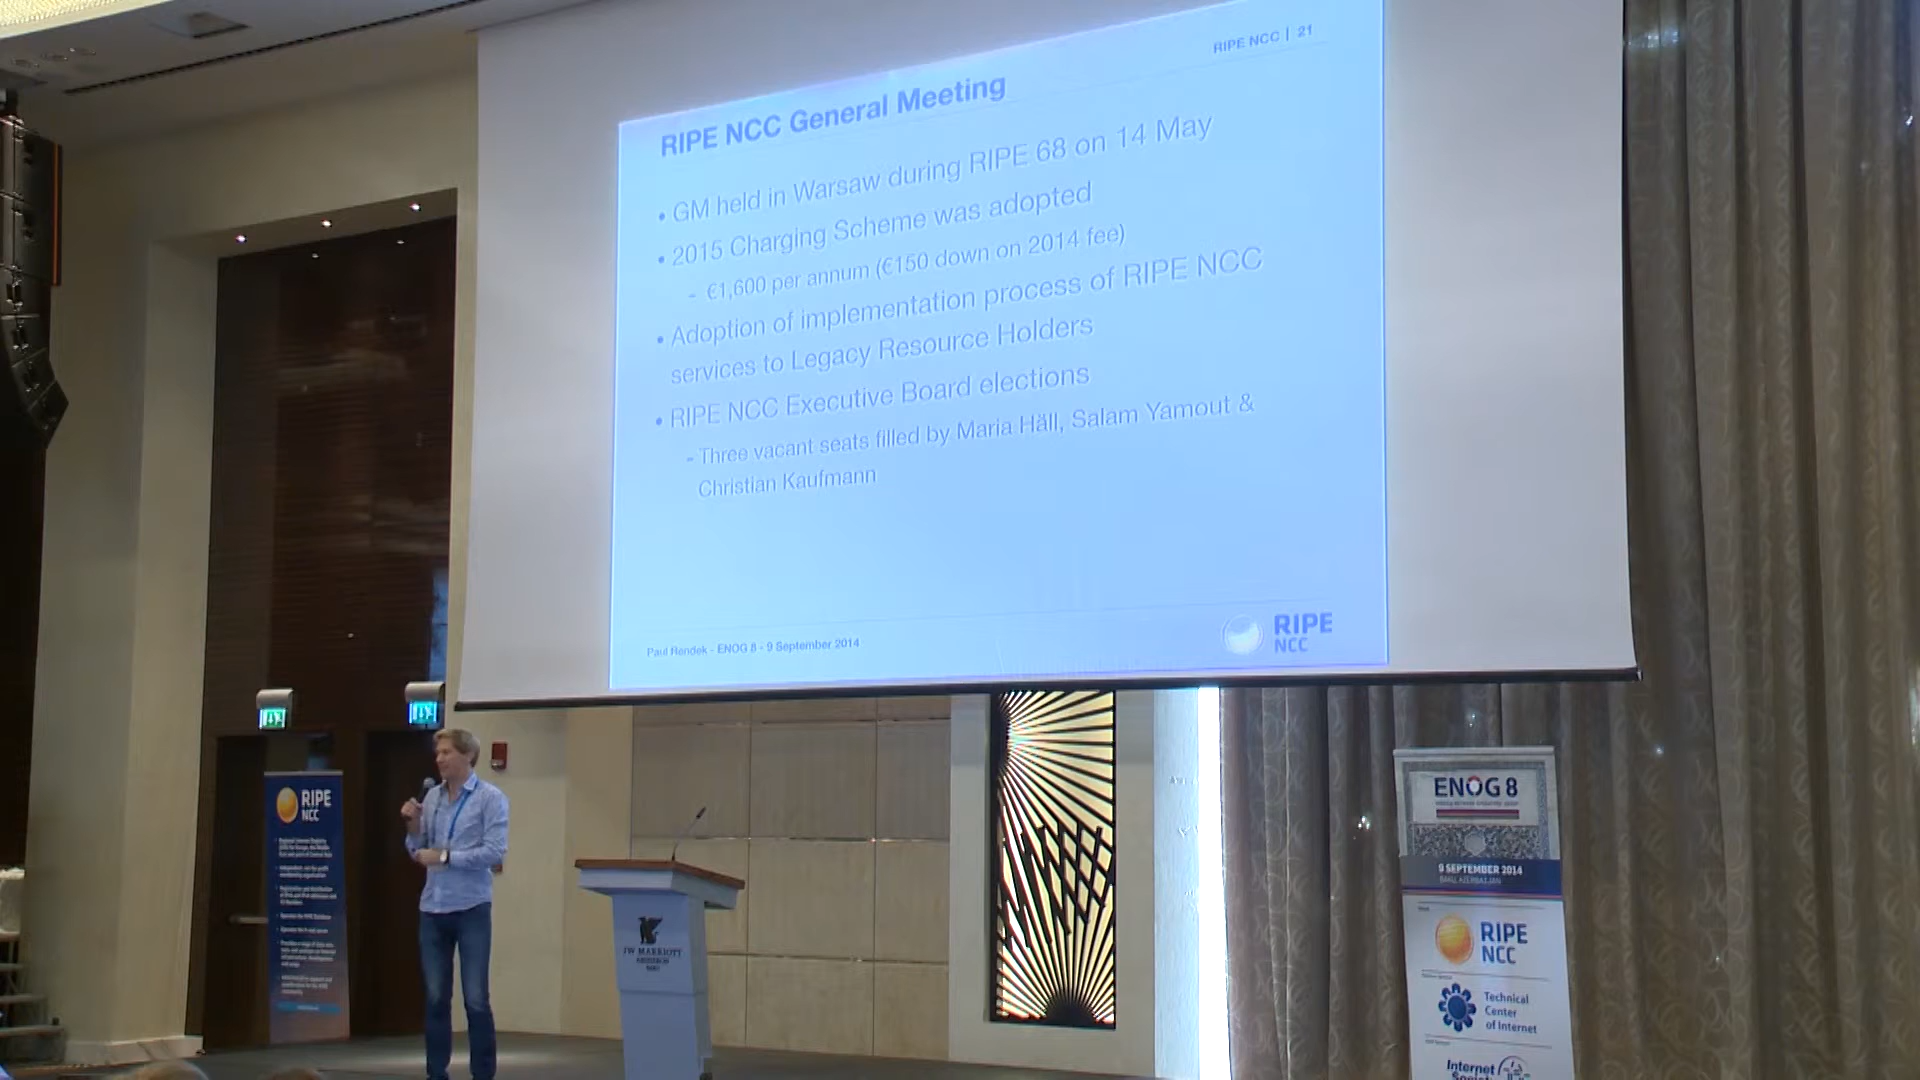 RIPE NCC | 21
RIPE NCC General Meeting
• GM held in Warsaw during RIPE 68 on 14 May
• 2015 Charging Scheme was adopted
- €1,600 per annum (€150 down on 2014 fee)
• Adoption of implementation process of RIPE NCC
services to Legacy Resource Holders
• RIPE NCC Executive Board elections
- Three vacant seats filled by Maria Häll, Salam Yamout &
Christian Kaufmann
Paul Rendek - ENOG 8 - 9 September 2014
RIPE
NCC
RIPE
NCC
JW MARRIOTT
ENOG 8
9 SEPTEMBER 2014
BAKU, AZERBAIJAN
RIPE
NCC
Technical
Center
of Internet
Internet